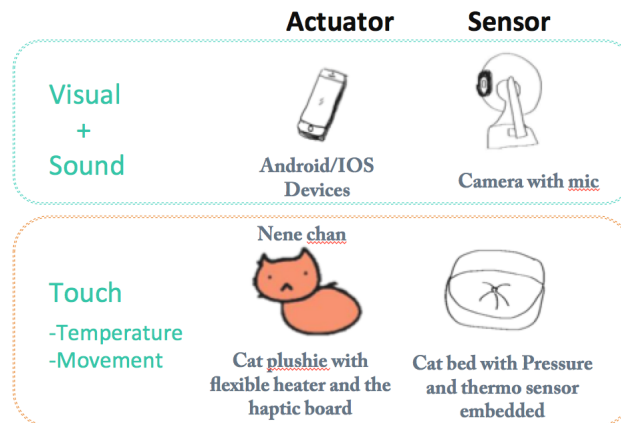 Actuator Sensor
Visual
+
Sound
Android/IOS
Devices
Camera with mic
Touch
-Temperature
-Movement
Nene chan
Cat plushie with
flexible heater and the
haptic board
Cat bed with Pressure
and thermo sensor
embedded